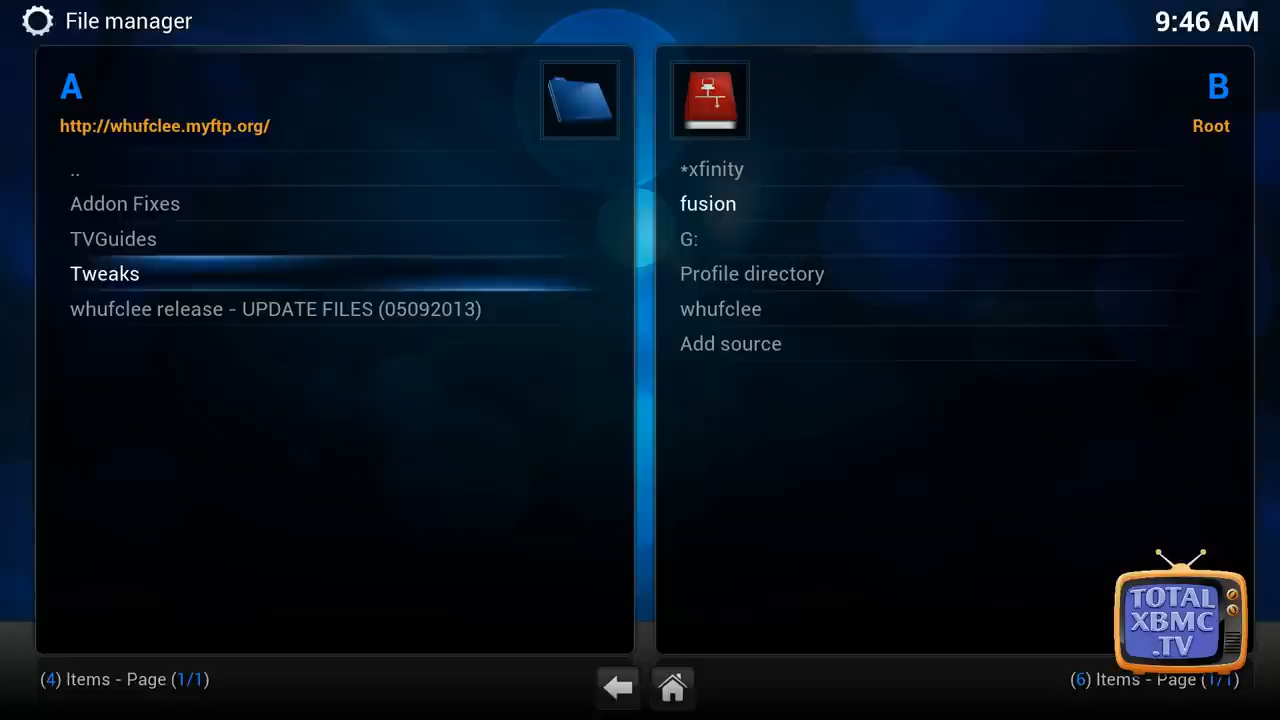 File manager
9:46 AM
A
http://whufclee.myftp.org/
..
Addon Fixes
TVGuides
Tweaks
whufclee release - UPDATE FILES (05092013)
B
Root
*xfinity
fusion
G:
Profile directory
whufclee
Add source
TOTAL
XBMC
.TV
(4) Items - Page (1/1)
(6) Items - Page (1/1)